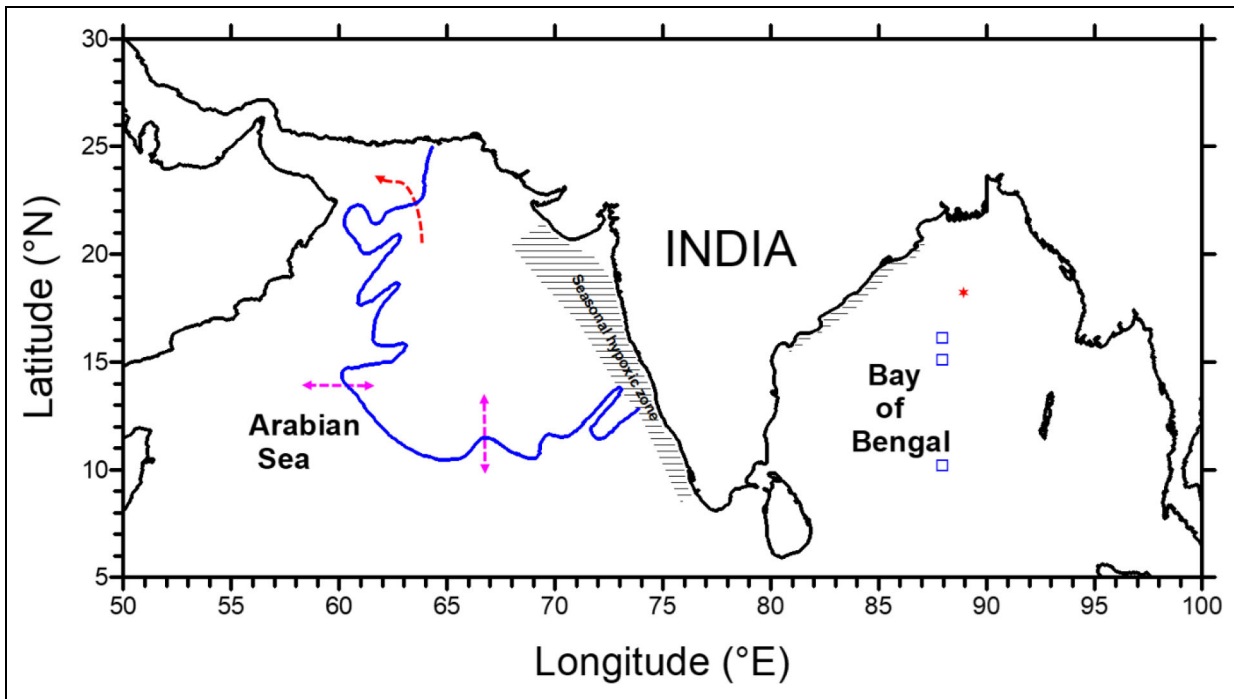 30
25
20
15
10
5
Latitude (°N)
INDIA
Seasonal hypoxic zone
Arabian
Sea
Bay
of
Bengal
50
55
60
65
70
75
80
85
90
95
100
Longitude (°E)